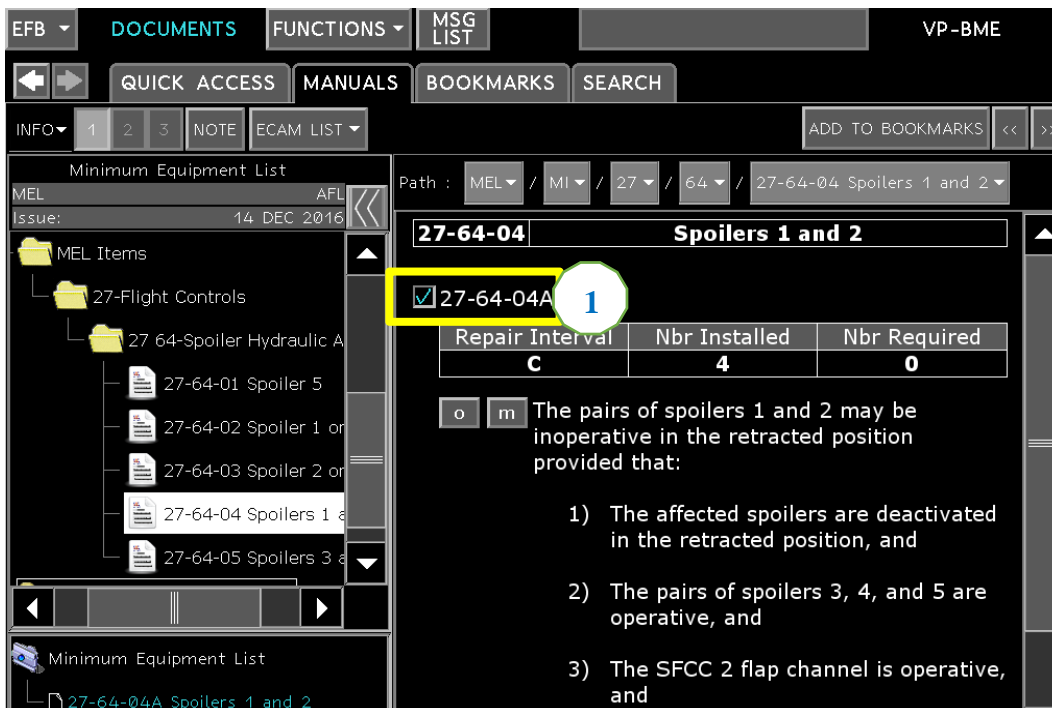 EFB DOCUMENTS FUNCTIONS MSG LIST VP-BME
QUICK ACCESS MANUALS BOOKMARKS SEARCH
INFO 1 2 3 NOTE ECAM LIST ADD TO BOOKMARKS << >>
Minimum Equipment List
MEL AFL
Issue: 14 DEC 2016
MEL Items
27-Flight Controls
27 64-Spoiler Hydraulic A
27-64-01 Spoiler 5
27-64-02 Spoiler 1 or
27-64-03 Spoiler 2 or
27-64-04 Spoilers 1 a
27-64-05 Spoilers 3 a
Minimum Equipment List
27-64-04A Spoilers 1 and 2
Path : MEL / MI / 27 / 64 / 27-64-04 Spoilers 1 and 2
27-64-04 Spoilers 1 and 2
27-64-04A 1
Repair Interval Nbr Installed Nbr Required
C 4 0
o m The pairs of spoilers 1 and 2 may be
inoperative in the retracted position
provided that:
1) The affected spoilers are deactivated
in the retracted position, and
2) The pairs of spoilers 3, 4, and 5 are
operative, and
3) The SFCC 2 flap channel is operative,
and